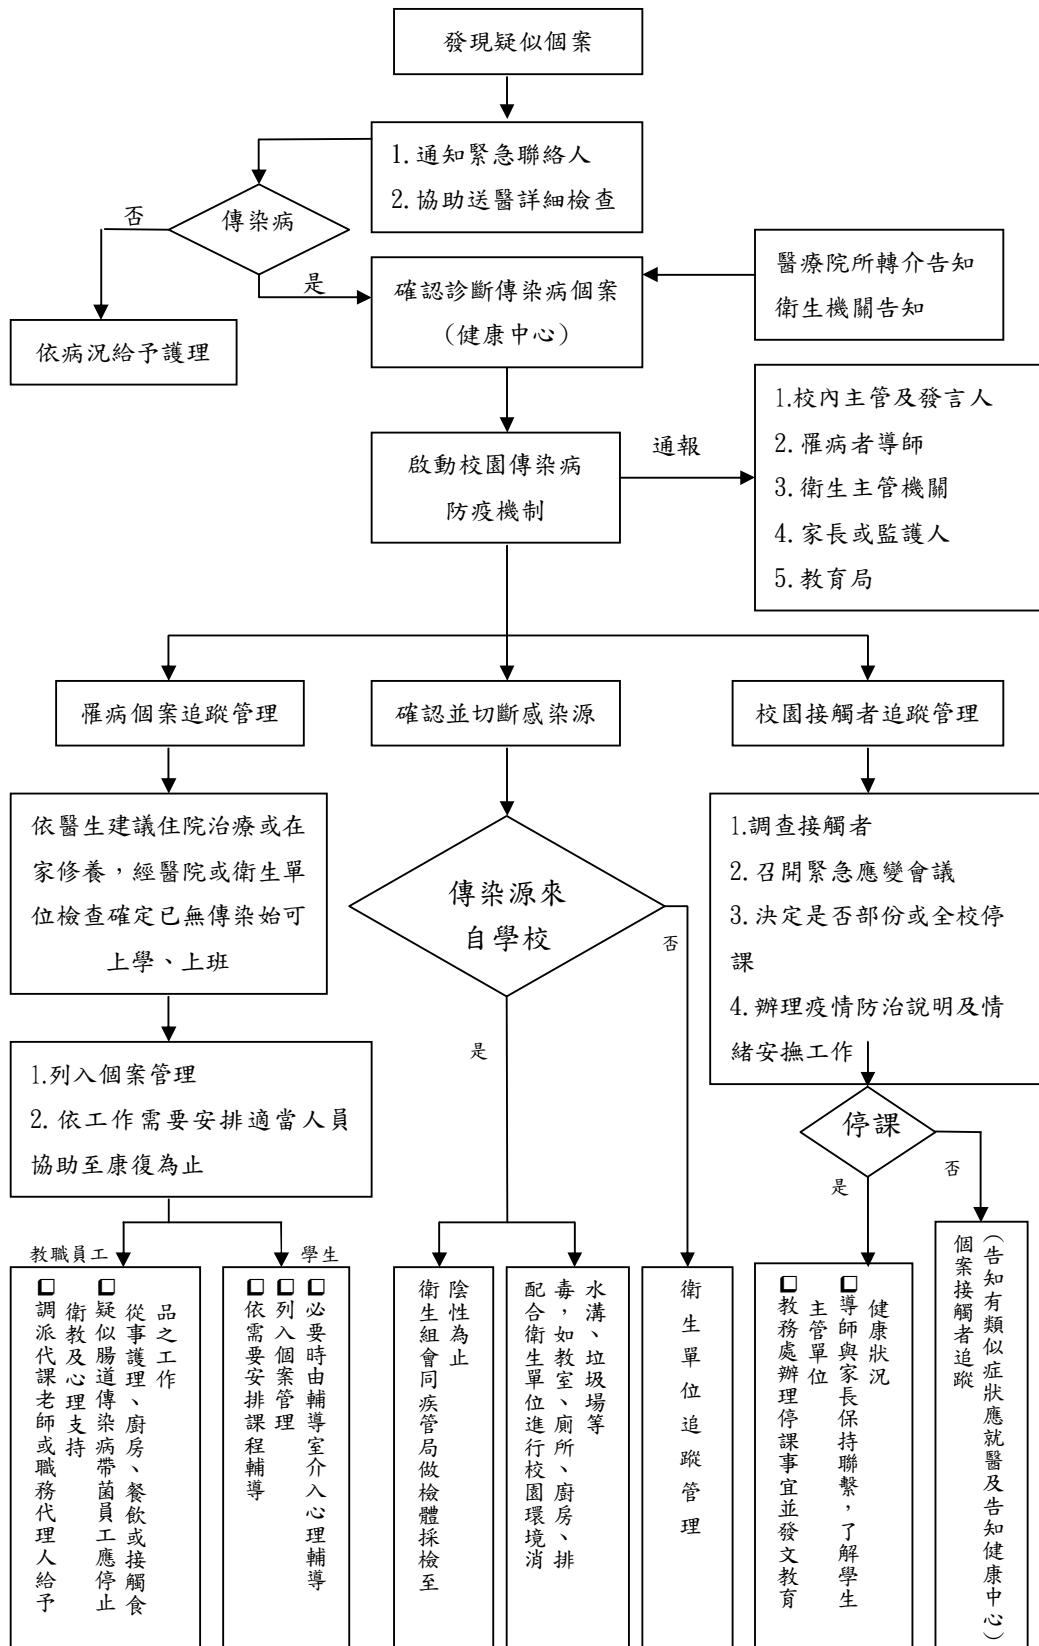 發現疑似個案
1. 通知緊急聯絡人
2. 協助送醫詳細檢查
傳染病
否
是
確認診斷傳染病個案
(健康中心)
醫療院所轉介告知
衛生機關告知
依病況給予護理
啟動校園傳染病
防疫機制
通報
1.校內主管及發言人
2. 罹病者導師
3. 衛生主管機關
4. 家長或監護人
5. 教育局
罹病個案追蹤管理
確認並切斷感染源
校園接觸者追蹤管理
依醫生建議住院治療或在
家修養，經醫院或衛生單
位檢查確定已無傳染始可
上學、上班
傳染源來
自學校
否
是
1.調查接觸者
2. 召開緊急應變會議
3. 決定是否部份或全校停
課
4. 辦理疫情防治說明及情
緒安撫工作
1.列入個案管理
2. 依工作需要安排適當人員
協助至康復為止
停課
否
是
教職員工
學生
❑調派代課老師或職務代理人給予
衛教及心理支持
❑疑似腸道傳染病帶菌員工應停止
從事護理、廚房、餐飲或接觸食
品之工作
❑依需要安排課程輔導
❑列入個案管理
❑必要時由輔導室介入心理輔導
衛生組會同疾管局做檢體採檢至
陰性為止
配合衛生單位進行校園環境消
毒，如教室、廁所、廚房、排
水溝、垃圾場等
衛生單位追蹤管理
❑教務處辦理停課事宜並發文教育
主管單位
❑導師與家長保持聯繫，了解學生
健康狀況
個案接觸者追蹤
(告知有類似症狀應就醫及告知健康中心)